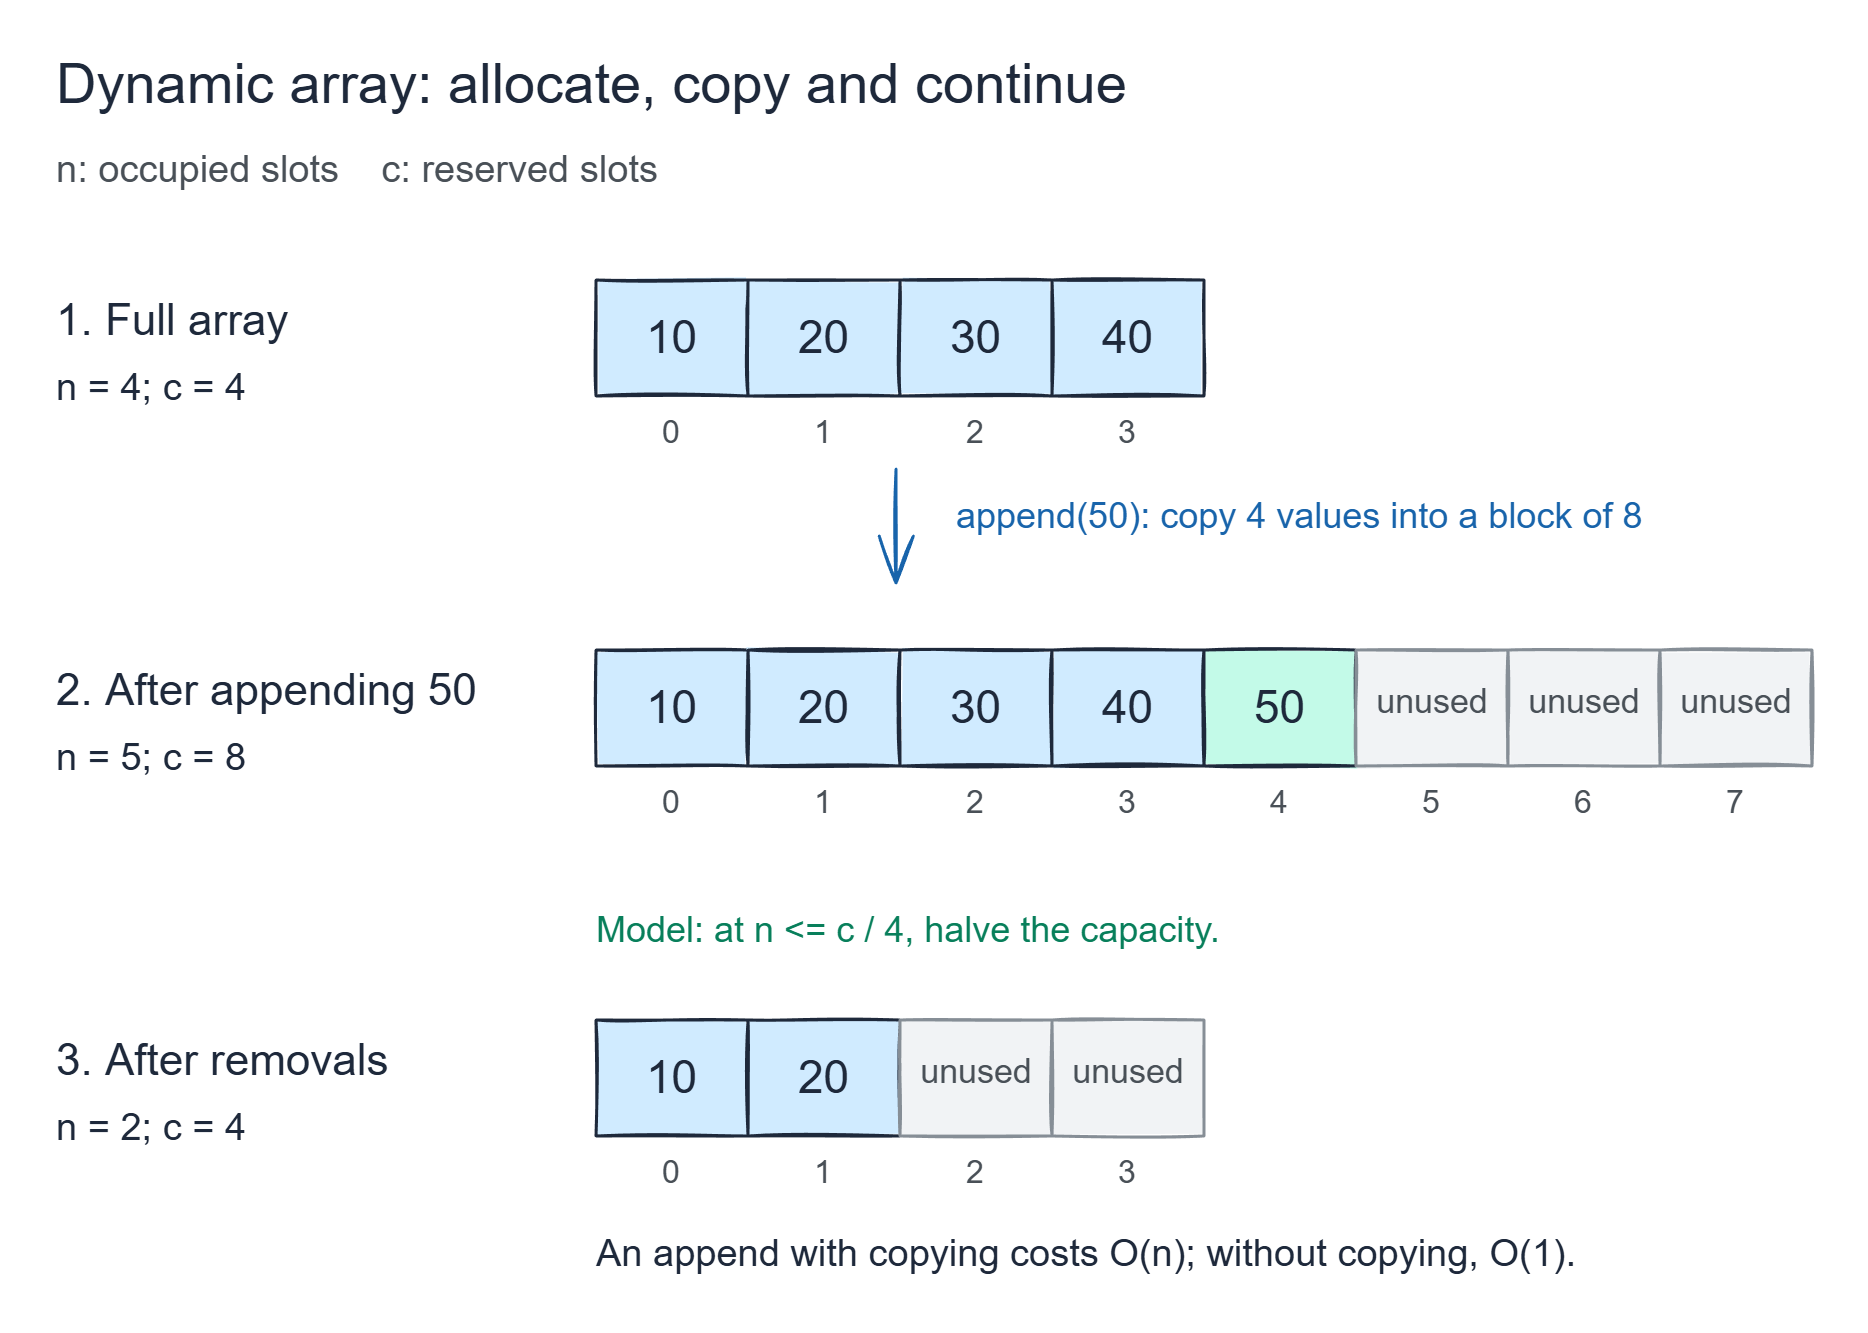 Dynamic array: allocate, copy and continue
n: occupied slots c: reserved slots
1. Full array
n = 4; c = 4
10 20 30 40
0 1 2 3
append(50): copy 4 values into a block of 8
2. After appending 50
n = 5; c = 8
10 20 30 40 50 unused unused unused
0 1 2 3 4 5 6 7
Model: at n <= c / 4, halve the capacity.
3. After removals
n = 2; c = 4
10 20 unused unused
0 1 2 3
An append with copying costs O(n); without copying, O(1).